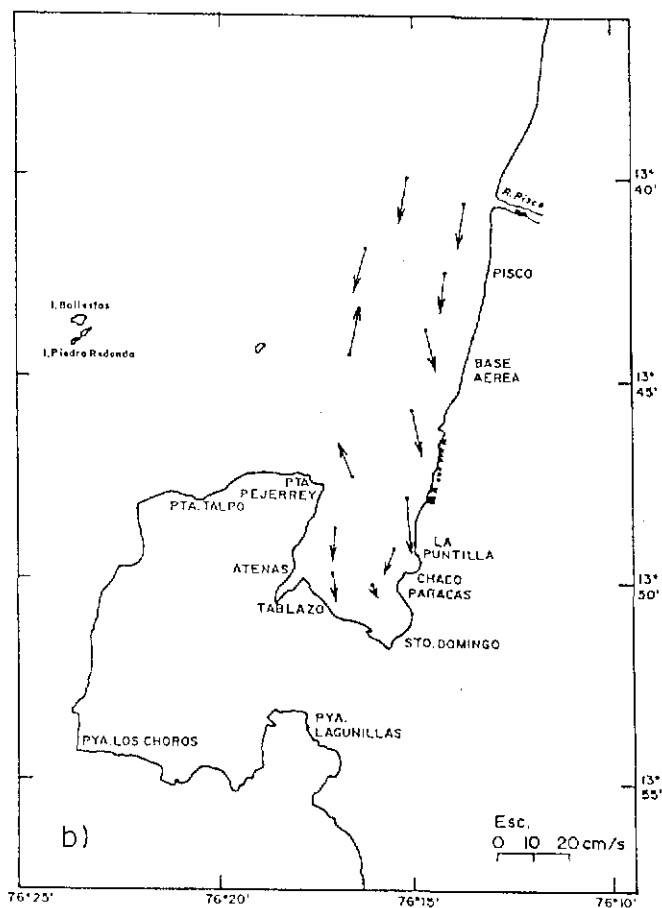 13°
40'
R. Pisco
PISCO
I. Ballestas
I. Piedra Redonda
BASE
AEREA
13°
45'
PTA.
PEJERREY
PTA. TALPO
LA
PUNTILLA
ATENAS
CHACO
PARACAS
13°
50'
TABLAZO
STO. DOMINGO
PYA.
LAGUNILLAS
PYA. LOS CHOROS
13°
55'
b)
Esc.
0 10 20 cm/s
76°25' 76°20' 76°15' 76°10'